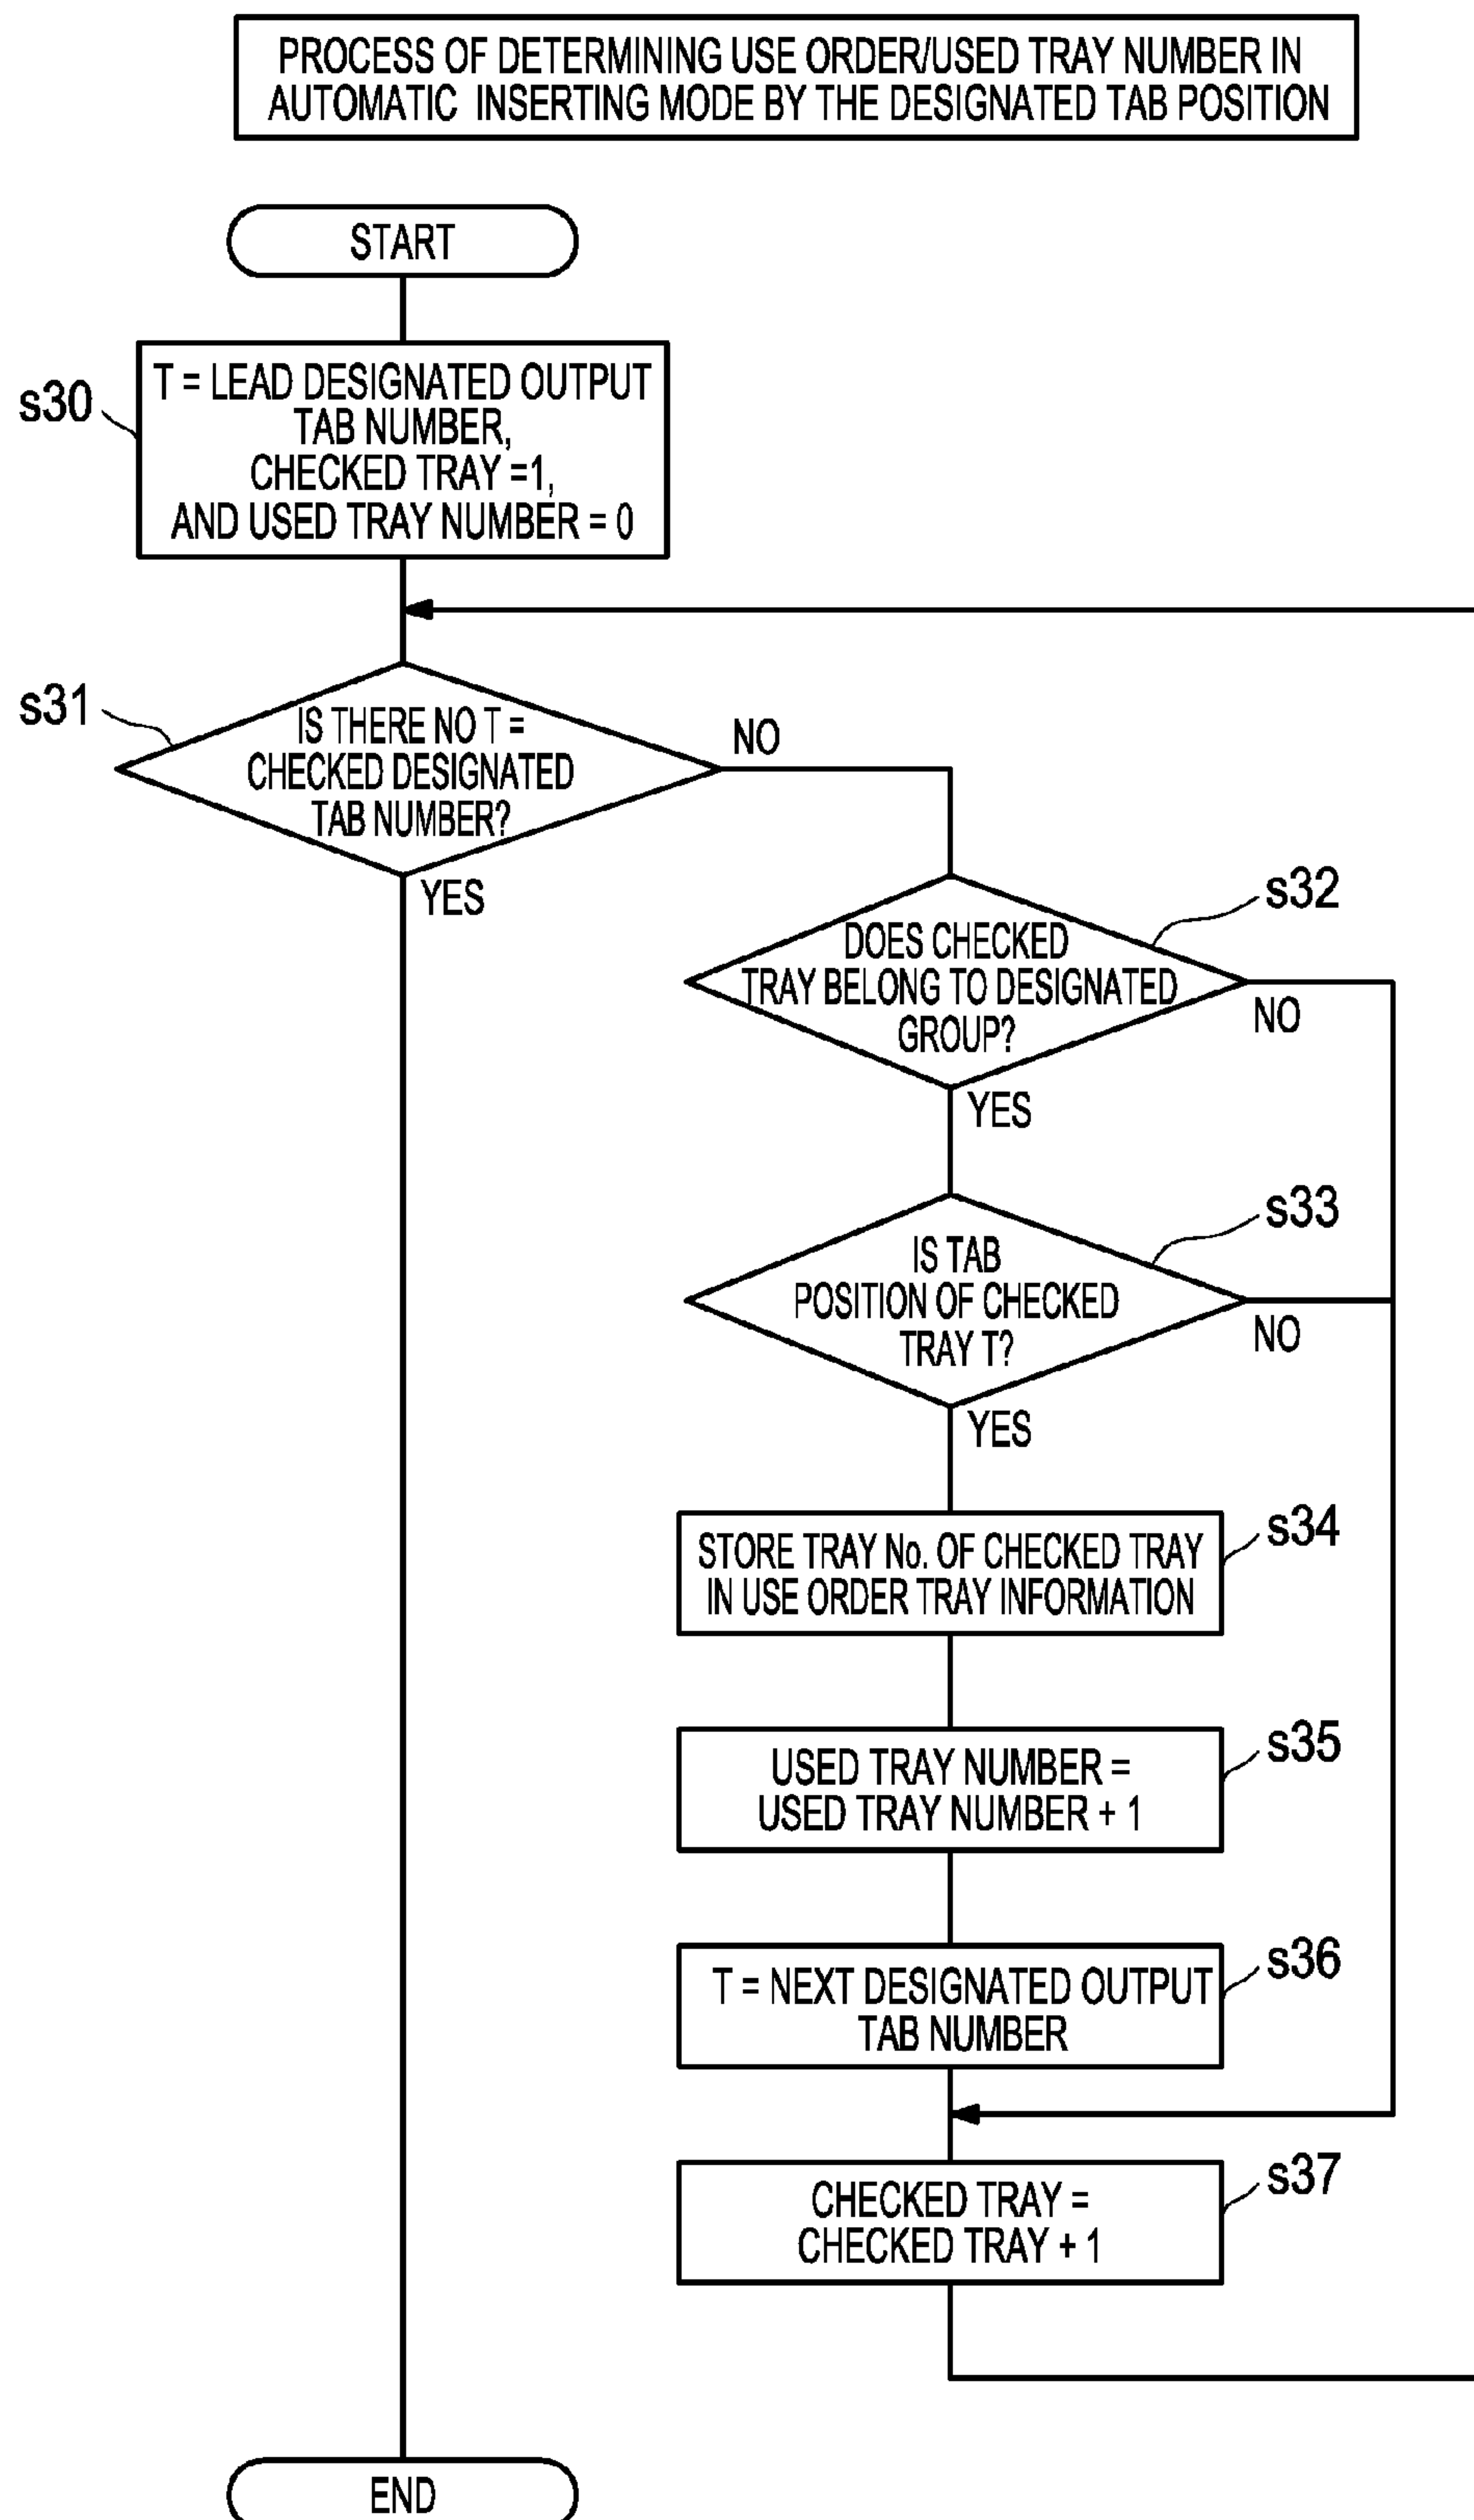 PROCESS OF DETERMINING USE ORDER/USED TRAY NUMBER IN
AUTOMATIC INSERTING MODE BY THE DESIGNATED TAB POSITION
START
s30
T = LEAD DESIGNATED OUTPUT
TAB NUMBER,
CHECKED TRAY =1,
AND USED TRAY NUMBER = 0
s31
IS THERE NO T =
CHECKED DESIGNATED
TAB NUMBER?
NO
YES
s32
DOES CHECKED
TRAY BELONG TO DESIGNATED
GROUP?
NO
YES
s33
IS TAB
POSITION OF CHECKED
TRAY T?
NO
YES
s34
STORE TRAY No. OF CHECKED TRAY
IN USE ORDER TRAY INFORMATION
s35
USED TRAY NUMBER =
USED TRAY NUMBER + 1
s36
T = NEXT DESIGNATED OUTPUT
TAB NUMBER
s37
CHECKED TRAY =
CHECKED TRAY + 1
END